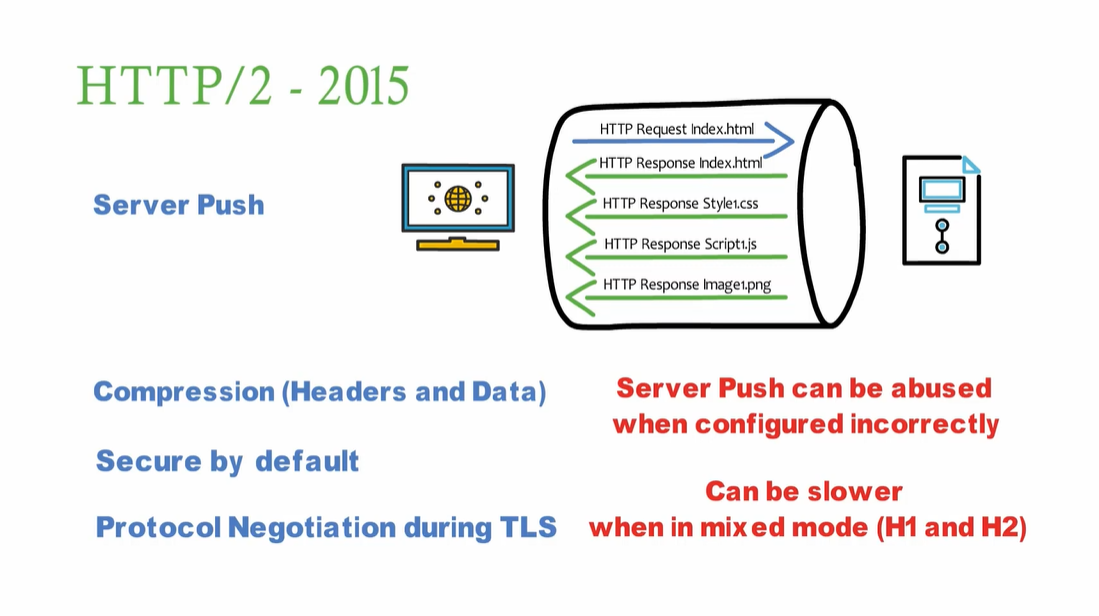 HTTP/2 - 2015
Server Push
HTTP Request Index.html
HTTP Response Index.html
HTTP Response Style1.css
HTTP Response Script1.js
HTTP Response Image1.png
Compression (Headers and Data)
Secure by default
Protocol Negotiation during TLS
Server Push can be abused
when configured incorrectly
Can be slower
when in mixed mode (H1 and H2)